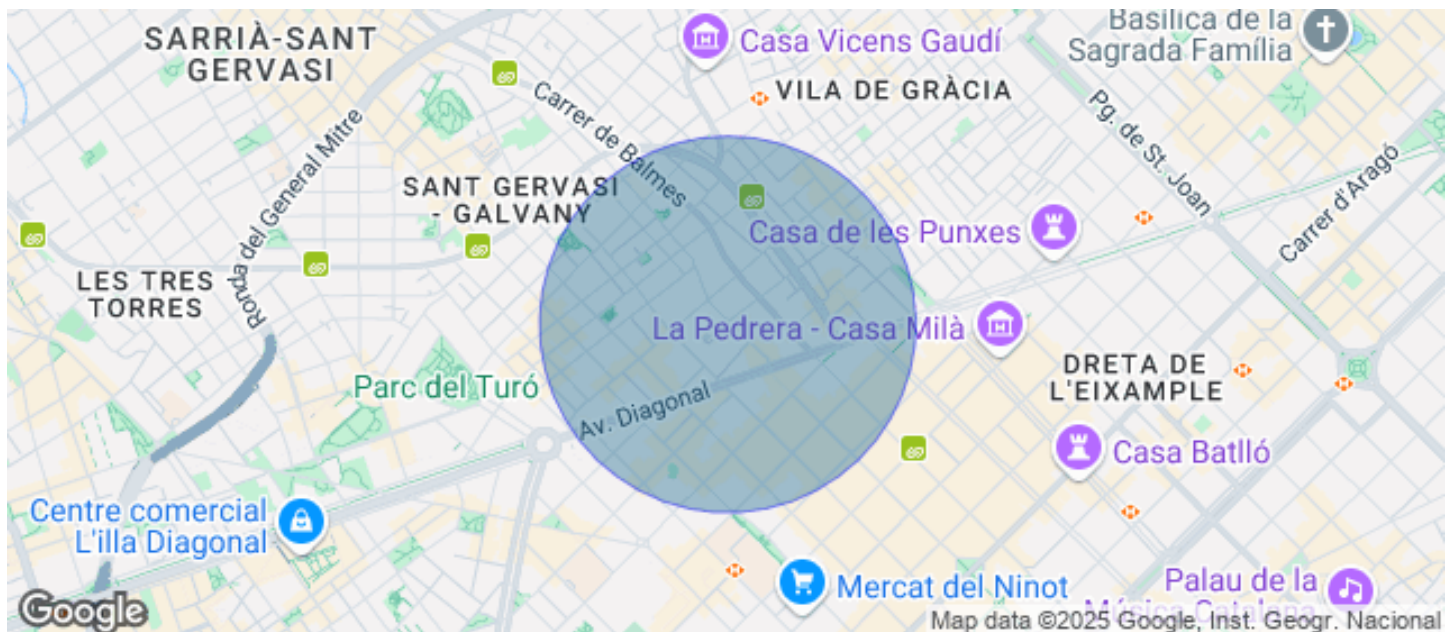 SARRIÀ-SANT
GERVASI
Casa Vicens Gaudí
Basílica de la
Sagrada Família
VILA DE GRÀCIA
Carrer de Balmes
Ronda del General Mitre
Pg. de St. Joan
Carrer d'Aragó
SANT GERVASI
- GALVANY
Casa de les Punxes
LES TRES
TORRES
La Pedrera - Casa Milà
DRETA DE
L'EIXAMPLE
Parc del Turó
Av. Diagonal
Casa Batlló
Centre comercial
L'illa Diagonal
Mercat del Ninot
Palau de la
Música Catalana
Google
Map data ©2025 Google, Inst. Geogr. Nacional